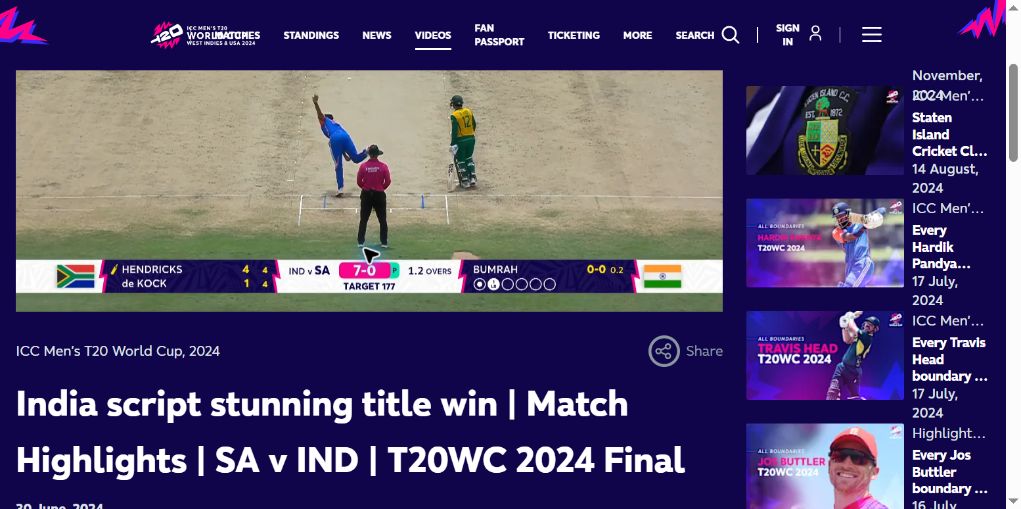 ICC MEN'S T20
WORLD CUP
WEST INDIES & USA 2024
MATCHES
STANDINGS
NEWS
VIDEOS
FAN
PASSPORT
TICKETING
MORE
SEARCH
SIGN
IN
HENDRICKS 4 4
de KOCK 1 4
IND v SA 7-0 P 1.2 OVERS
TARGET 177
BUMRAH 0-0 0.2
ICC Men's T20 World Cup, 2024
Share
India script stunning title win | Match
Highlights | SA v IND | T20WC 2024 Final
30 June, 2024
November,
2024
ICC Men'...
Staten
Island
Cricket Cl...
14 August,
2024
ICC Men'...
ALL BOUNDARIES
HARDIK PANDYA
T20WC 2024
Every
Hardik
Pandya...
17 July,
2024
ICC Men'...
ALL BOUNDARIES
TRAVIS HEAD
T20WC 2024
Every Travis
Head
boundary ...
17 July,
2024
Highlight...
ALL BOUNDARIES
JOS BUTTLER
T20WC 2024
Every Jos
Buttler
boundary ...
16 July,